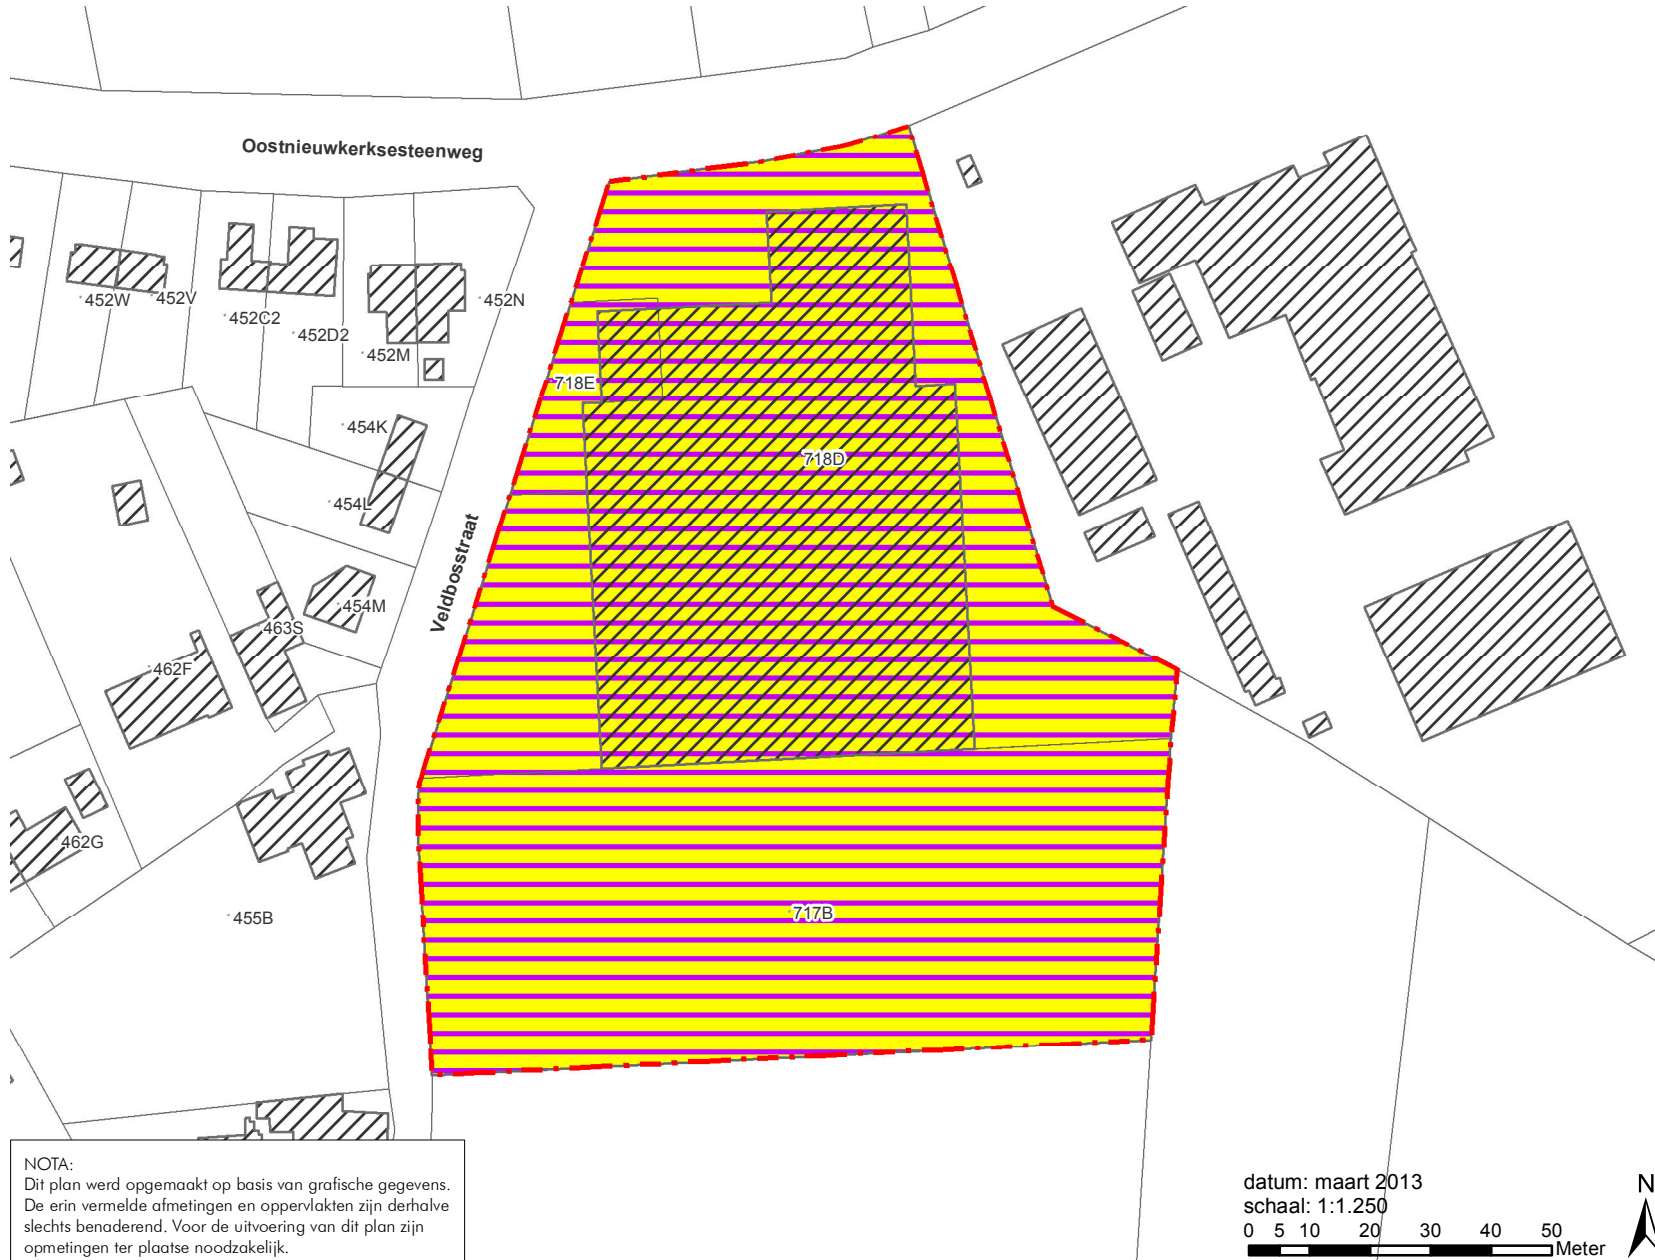 Oostnieuwkerksesteenweg
452W
452V
452C2
452D2
452M
452N
718E
454K
718D
454L
Veldbosstraat
454M
463S
462F
462G
455B
717B
NOTA:
Dit plan werd opgemaakt op basis van grafische gegevens.
De erin vermelde afmetingen en oppervlakten zijn derhalve
slechts benaderend. Voor de uitvoering van dit plan zijn
opmetingen ter plaatse noodzakelijk.
datum: maart 2013
schaal: 1:1.250
0 5 10 20 30 40 50
Meter
N